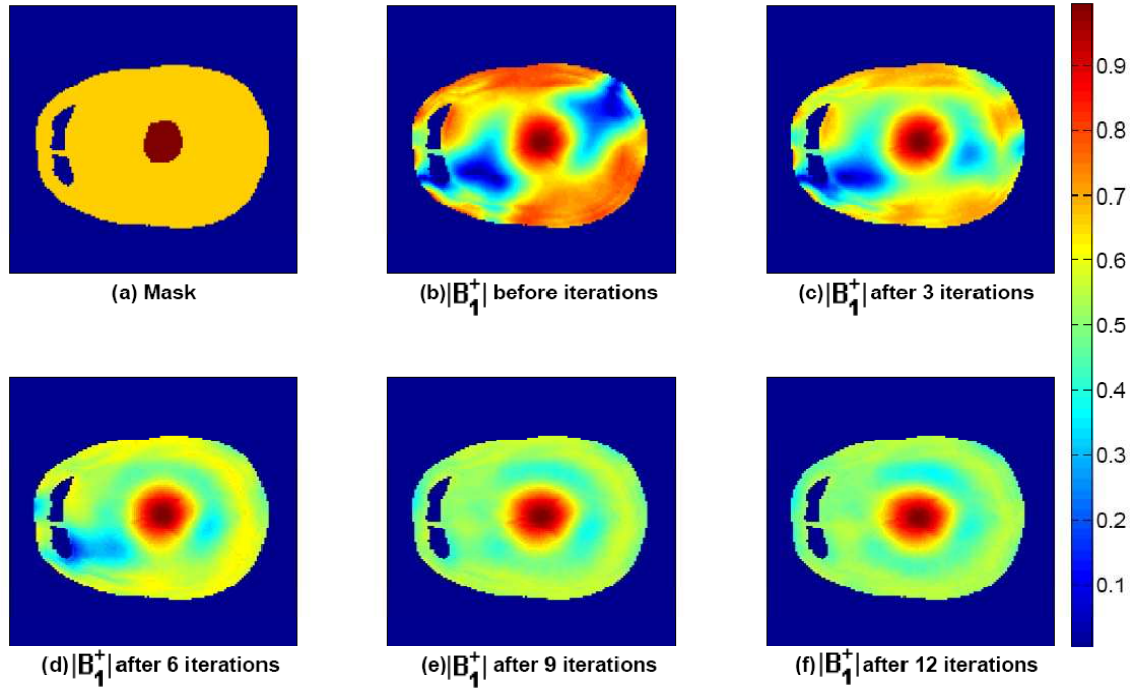 (a) Mask
(b)|B₁⁺| before iterations
(c)|B₁⁺| after 3 iterations
0.9
0.8
0.7
0.6
0.5
0.4
0.3
0.2
0.1
(d)|B₁⁺| after 6 iterations
(e)|B₁⁺| after 9 iterations
(f)|B₁⁺| after 12 iterations